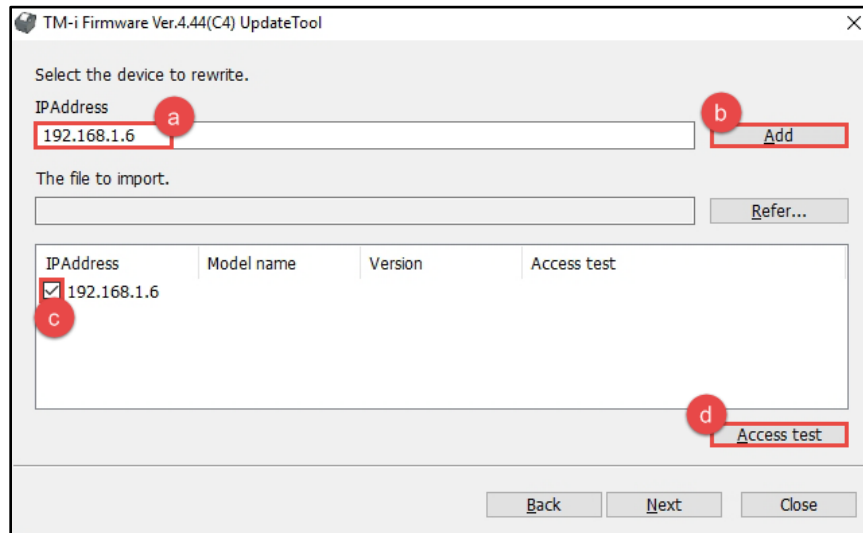 TM-i Firmware Ver.4.44(C4) UpdateTool
Select the device to rewrite.
IPAddress
a
b
192.168.1.6
Add
The file to import.
Refer...
IPAddress Model name Version Access test
192.168.1.6
c
d
Access test
Back Next Close